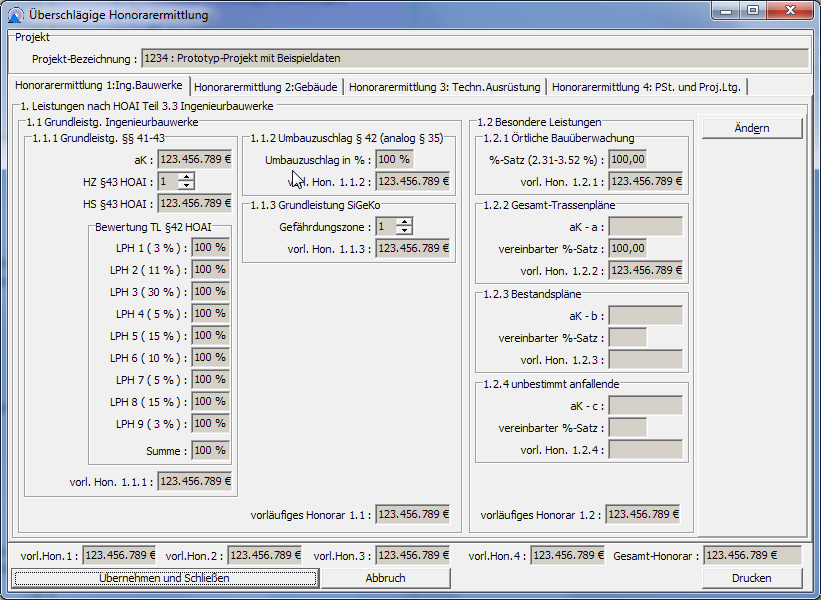 Überschlägige Honorarermittlung
Projekt
Projekt-Bezeichnung : 1234 : Prototyp-Projekt mit Beispieldaten
Honorarermittlung 1:Ing.Bauwerke Honorarermittlung 2:Gebäude Honorarermittlung 3: Techn.Ausrüstung Honorarermittlung 4: PSt. und Proj.Ltg.
1. Leistungen nach HOAI Teil 3.3 Ingenieurbauwerke
1.1 Grundleistg. Ingenieurbauwerke
1.1.1 Grundleistg. §§ 41-43
aK : 123.456.789 €
HZ §43 HOAI : 1
HS §43 HOAI : 123.456.789 €
Bewertung TL §42 HOAI
LPH 1 ( 3 % ) : 100 %
LPH 2 ( 11 % ) : 100 %
LPH 3 ( 30 % ) : 100 %
LPH 4 ( 5 % ) : 100 %
LPH 5 ( 15 % ) : 100 %
LPH 6 ( 10 % ) : 100 %
LPH 7 ( 5 % ) : 100 %
LPH 8 ( 15 % ) : 100 %
LPH 9 ( 3 % ) : 100 %
Summe : 100 %
vorl. Hon. 1.1.1 : 123.456.789 €
1.1.2 Umbauzuschlag § 42 (analog § 35)
Umbauzuschlag in % : 100 %
vorl. Hon. 1.1.2 : 123.456.789 €
1.1.3 Grundleistung SiGeKo
Gefährdungszone : 1
vorl. Hon. 1.1.3 : 123.456.789 €
vorläufiges Honorar 1.1 : 123.456.789 €
1.2 Besondere Leistungen
1.2.1 Örtliche Bauüberwachung
%-Satz (2.31-3.52 %) : 100,00
vorl. Hon. 1.2.1 : 123.456.789 €
1.2.2 Gesamt-Trassenpläne
aK - a :
vereinbarter %-Satz : 100,00
vorl. Hon. 1.2.2 : 123.456.789 €
1.2.3 Bestandspläne
aK - b :
vereinbarter %-Satz :
vorl. Hon. 1.2.3 :
1.2.4 unbestimmt anfallende
aK - c :
vereinbarter %-Satz :
vorl. Hon. 1.2.4 :
vorläufiges Honorar 1.2 : 123.456.789 €
Ändern
vorl.Hon.1 : 123.456.789 € vorl.Hon.2 : 123.456.789 € vorl.Hon.3 : 123.456.789 € vorl.Hon.4 : 123.456.789 € Gesamt-Honorar : 123.456.789 €
Übernehmen und Schließen Abbruch Drucken